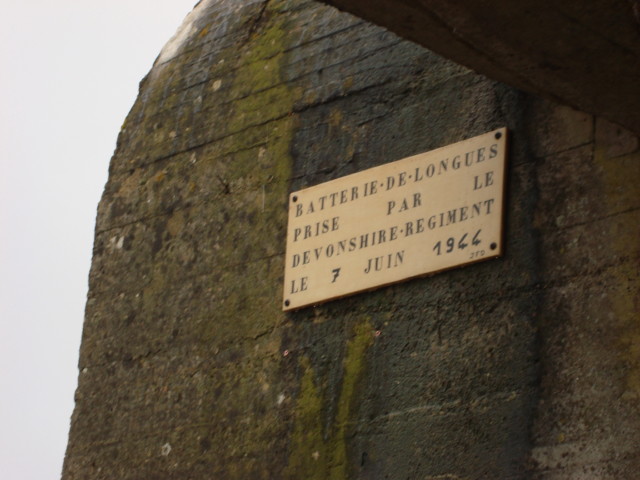 BATTERIE·DE·LONGUES
PRISE PAR LE
DEVONSHIRE·REGIMENT
LE 7 JUIN 1944